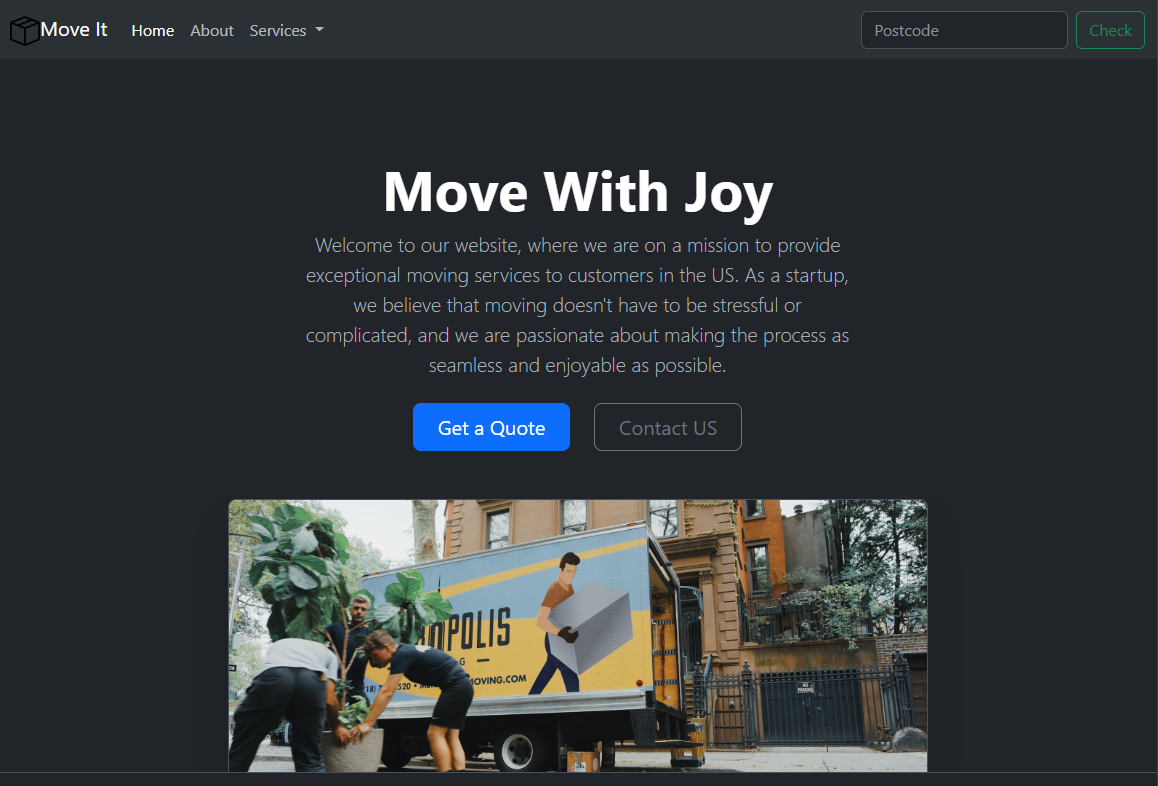 Move It Home About Services Postcode Check
Move With Joy
Welcome to our website, where we are on a mission to provide
exceptional moving services to customers in the US. As a startup,
we believe that moving doesn't have to be stressful or
complicated, and we are passionate about making the process as
seamless and enjoyable as possible.
Get a Quote Contact US
POLIS
MOVING.COM
NO
PARKING